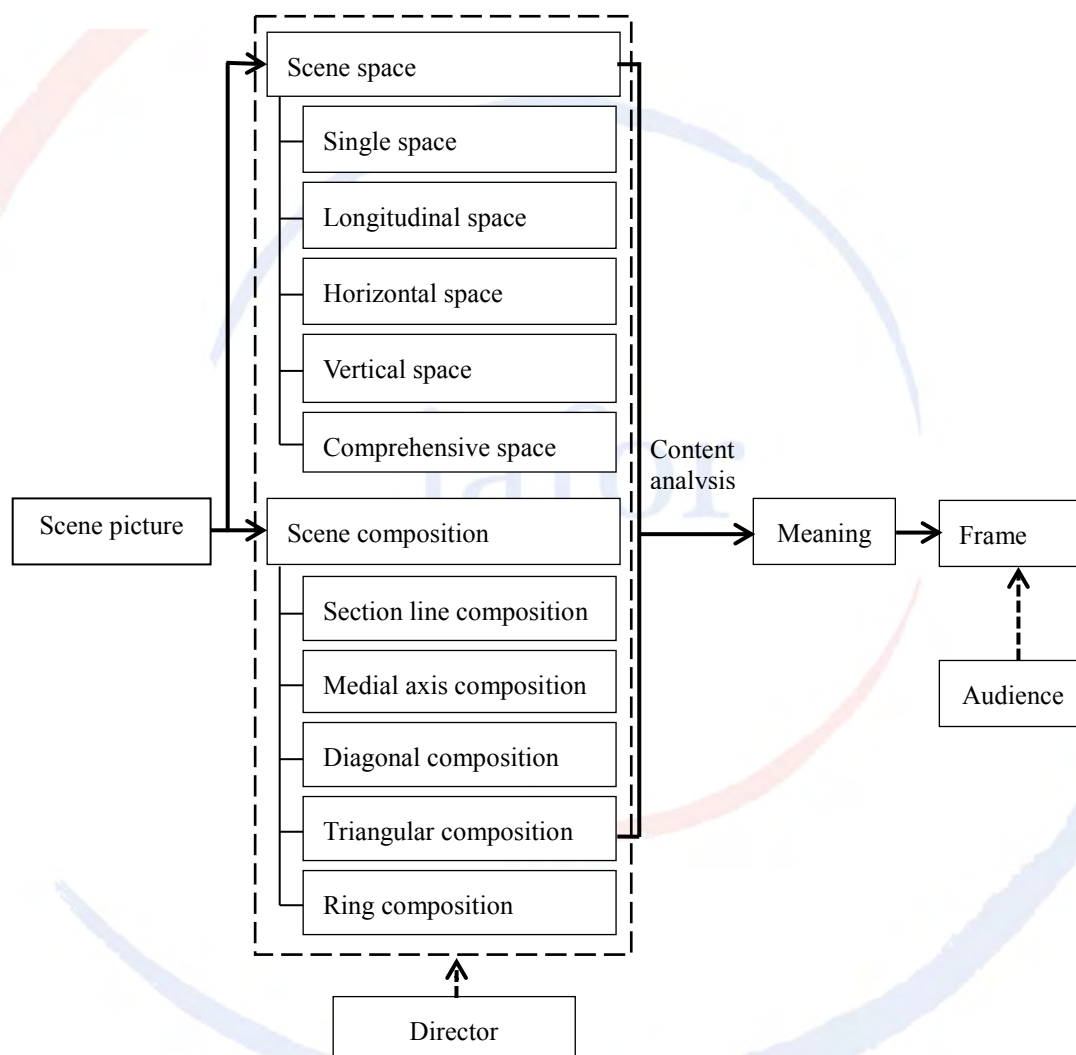 Scene space
Single space
Longitudinal space
Horizontal space
Vertical space
Comprehensive space
iafor
Content
analysis
Scene picture
Scene composition
Meaning
Frame
Section line composition
Medial axis composition
Audience
Diagonal composition
Triangular composition
Ring composition
Director